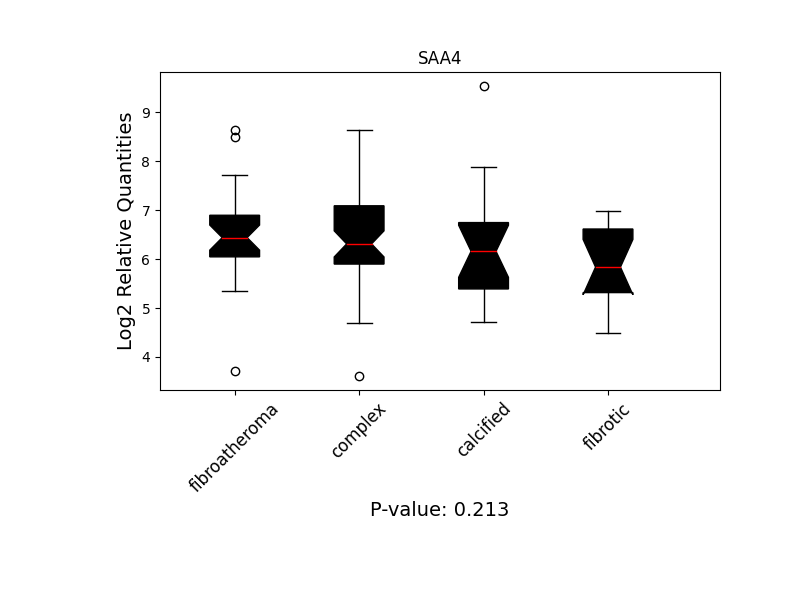 SAA4
Log2 Relative Quantities
9
8
7
6
5
4
fibroatheroma
complex
calcified
fibrotic
P-value: 0.213